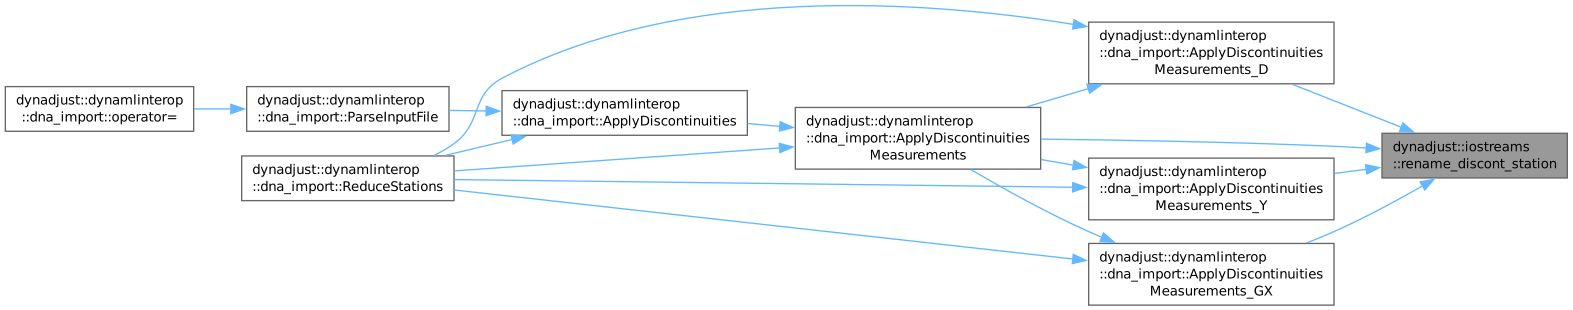 dynadjust::dynamlinterop
::dna_import::operator=
dynadjust::dynamlinterop
::dna_import::ParseInputFile
dynadjust::dynamlinterop
::dna_import::ReduceStations
dynadjust::dynamlinterop
::dna_import::ApplyDiscontinuities
dynadjust::dynamlinterop
::dna_import::ApplyDiscontinuities
Measurements
dynadjust::dynamlinterop
::dna_import::ApplyDiscontinuities
Measurements_D
dynadjust::dynamlinterop
::dna_import::ApplyDiscontinuities
Measurements_Y
dynadjust::dynamlinterop
::dna_import::ApplyDiscontinuities
Measurements_GX
dynadjust::iostreams
::rename_discont_station